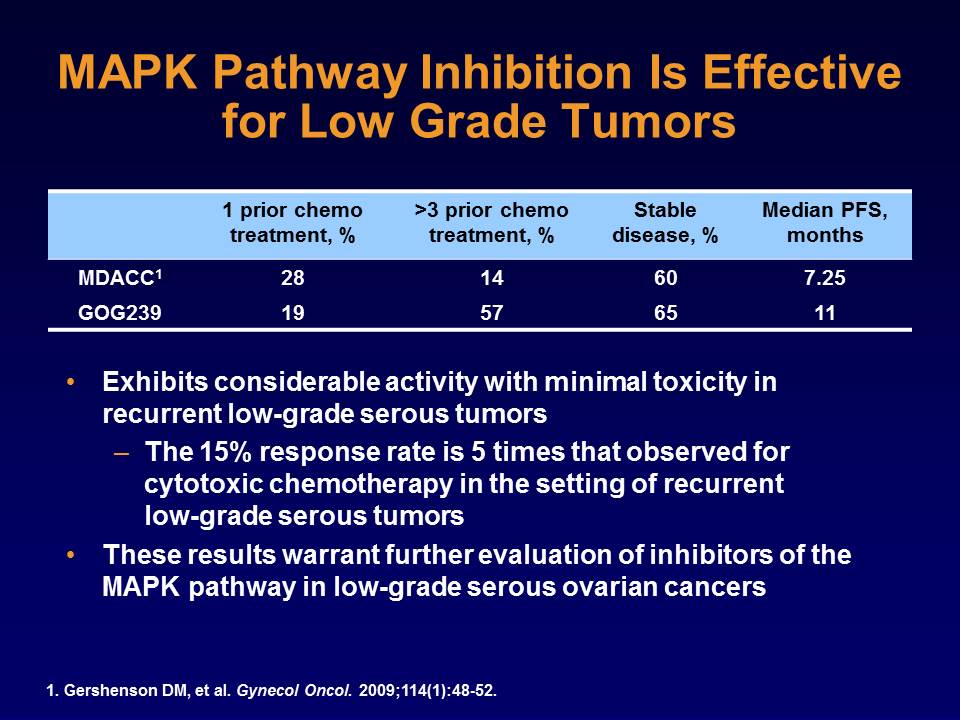 MAPK Pathway Inhibition Is Effective
for Low Grade Tumors
1 prior chemo treatment, % >3 prior chemo treatment, % Stable disease, % Median PFS, months
MDACC¹ 28 14 60 7.25
GOG239 19 57 65 11
• Exhibits considerable activity with minimal toxicity in
recurrent low-grade serous tumors
– The 15% response rate is 5 times that observed for
cytotoxic chemotherapy in the setting of recurrent
low-grade serous tumors
• These results warrant further evaluation of inhibitors of the
MAPK pathway in low-grade serous ovarian cancers
1. Gershenson DM, et al. Gynecol Oncol. 2009;114(1):48-52.